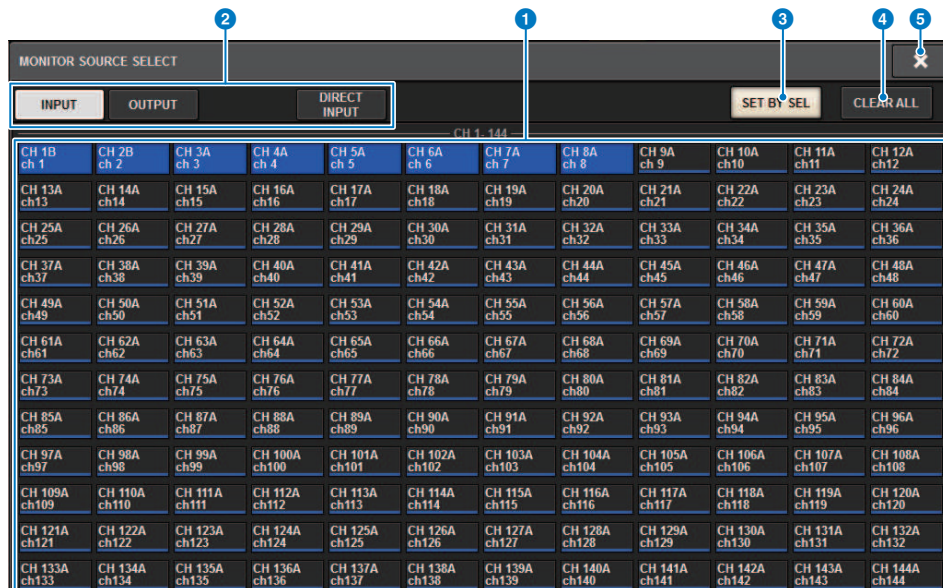 2 1 3 4 5
MONITOR SOURCE SELECT ×
INPUT OUTPUT DIRECT INPUT SET BY SEL CLEAR ALL
CH 1- 144
CH 1B CH 2B CH 3A CH 4A CH 5A CH 6A CH 7A CH 8A CH 9A CH 10A CH 11A CH 12A
ch 1 ch 2 ch 3 ch 4 ch 5 ch 6 ch 7 ch 8 ch 9 ch10 ch11 ch12
CH 13A CH 14A CH 15A CH 16A CH 17A CH 18A CH 19A CH 20A CH 21A CH 22A CH 23A CH 24A
ch13 ch14 ch15 ch16 ch17 ch18 ch19 ch20 ch21 ch22 ch23 ch24
CH 25A CH 26A CH 27A CH 28A CH 29A CH 30A CH 31A CH 32A CH 33A CH 34A CH 35A CH 36A
ch25 ch26 ch27 ch28 ch29 ch30 ch31 ch32 ch33 ch34 ch35 ch36
CH 37A CH 38A CH 39A CH 40A CH 41A CH 42A CH 43A CH 44A CH 45A CH 46A CH 47A CH 48A
ch37 ch38 ch39 ch40 ch41 ch42 ch43 ch44 ch45 ch46 ch47 ch48
CH 49A CH 50A CH 51A CH 52A CH 53A CH 54A CH 55A CH 56A CH 57A CH 58A CH 59A CH 60A
ch49 ch50 ch51 ch52 ch53 ch54 ch55 ch56 ch57 ch58 ch59 ch60
CH 61A CH 62A CH 63A CH 64A CH 65A CH 66A CH 67A CH 68A CH 69A CH 70A CH 71A CH 72A
ch61 ch62 ch63 ch64 ch65 ch66 ch67 ch68 ch69 ch70 ch71 ch72
CH 73A CH 74A CH 75A CH 76A CH 77A CH 78A CH 79A CH 80A CH 81A CH 82A CH 83A CH 84A
ch73 ch74 ch75 ch76 ch77 ch78 ch79 ch80 ch81 ch82 ch83 ch84
CH 85A CH 86A CH 87A CH 88A CH 89A CH 90A CH 91A CH 92A CH 93A CH 94A CH 95A CH 96A
ch85 ch86 ch87 ch88 ch89 ch90 ch91 ch92 ch93 ch94 ch95 ch96
CH 97A CH 98A CH 99A CH 100A CH 101A CH 102A CH 103A CH 104A CH 105A CH 106A CH 107A CH 108A
ch97 ch98 ch99 ch100 ch101 ch102 ch103 ch104 ch105 ch106 ch107 ch108
CH 109A CH 110A CH 111A CH 112A CH 113A CH 114A CH 115A CH 116A CH 117A CH 118A CH 119A CH 120A
ch109 ch110 ch111 ch112 ch113 ch114 ch115 ch116 ch117 ch118 ch119 ch120
CH 121A CH 122A CH 123A CH 124A CH 125A CH 126A CH 127A CH 128A CH 129A CH 130A CH 131A CH 132A
ch121 ch122 ch123 ch124 ch125 ch126 ch127 ch128 ch129 ch130 ch131 ch132
CH 133A CH 134A CH 135A CH 136A CH 137A CH 138A CH 139A CH 140A CH 141A CH 142A CH 143A CH 144A
ch133 ch134 ch135 ch136 ch137 ch138 ch139 ch140 ch141 ch142 ch143 ch144